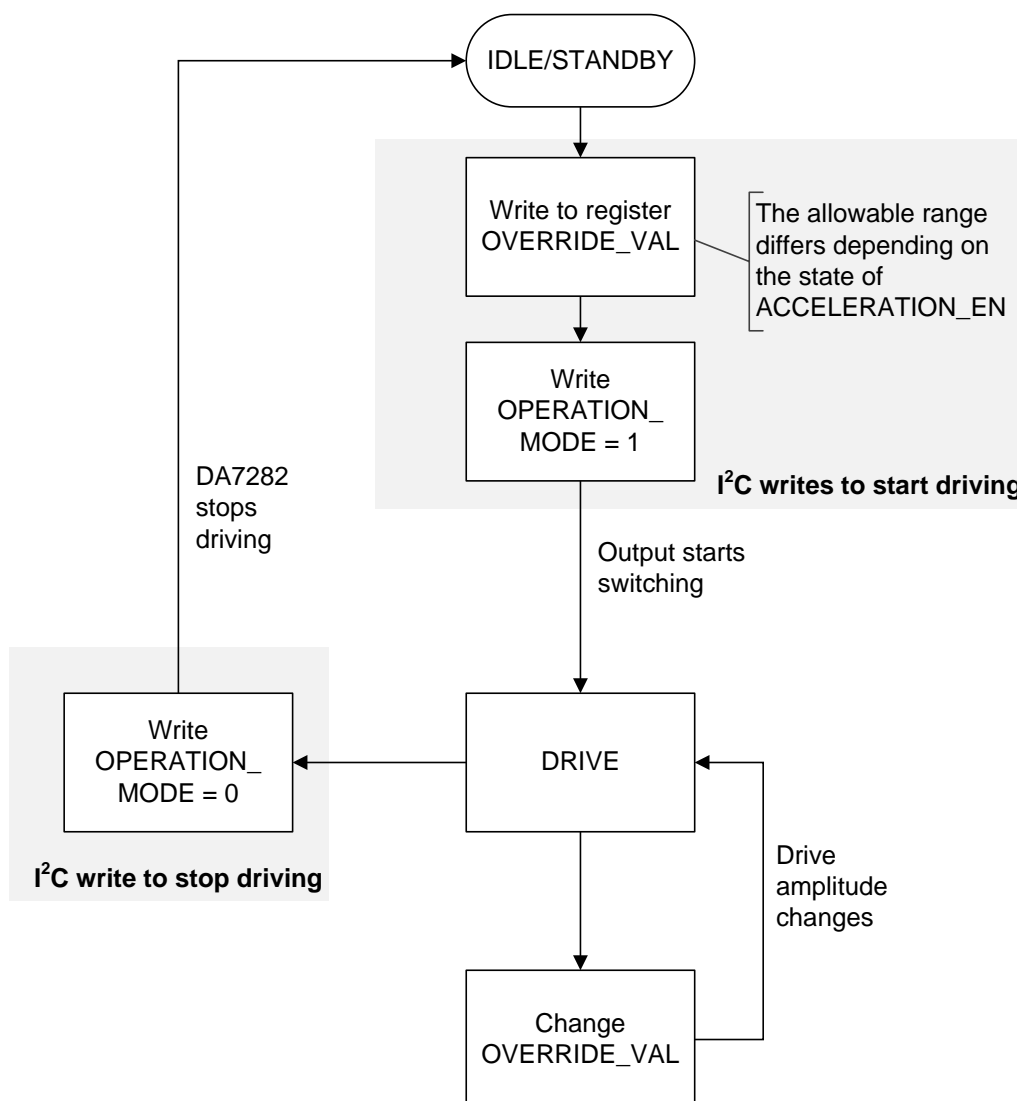 IDLE/STANDBY
Write to register
OVERRIDE_VAL
The allowable range
differs depending on
the state of
ACCELERATION_EN
Write
OPERATION_
MODE = 1
I²C writes to start driving
DA7282
stops
driving
Output starts
switching
Write
OPERATION_
MODE = 0
I²C write to stop driving
DRIVE
Drive
amplitude
changes
Change
OVERRIDE_VAL